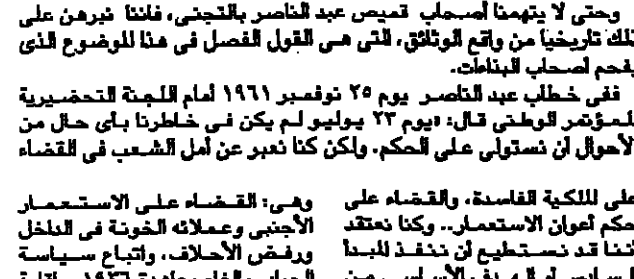 وحتى لا يتهمنا أصحاب قميص عبد الناصر بالتجنى، فاننا نبرهن على
ذلك تاريخيا من واقع الوثائق، التى هى القول الفصل فى هذا الموضوع الذى
يفحم أصحاب البذاءات.
ففى خطاب عبد الناصر يوم ٢٥ نوفمبر ١٩٦١ أمام اللجنة التحضيرية
للمؤتمر الوطنى قال: «يوم ٢٣ يوليو لم يكن فى خاطرنا بأى حال من
الأحوال أن نستولى على الحكم. ولكن كنا نعبر عن أمل الشعب فى القضاء
على الملكية الفاسدة، والقضاء على
حكم أعوان الاستعمار.. وكنا نعتقد
أننا قد نستطيع أن ننفذ المبدأ
وهى: القضاء على الاستعمار
الأجنبى وعملائه الخونة فى الداخل
ورفض الأحلاف، واتباع سياسة